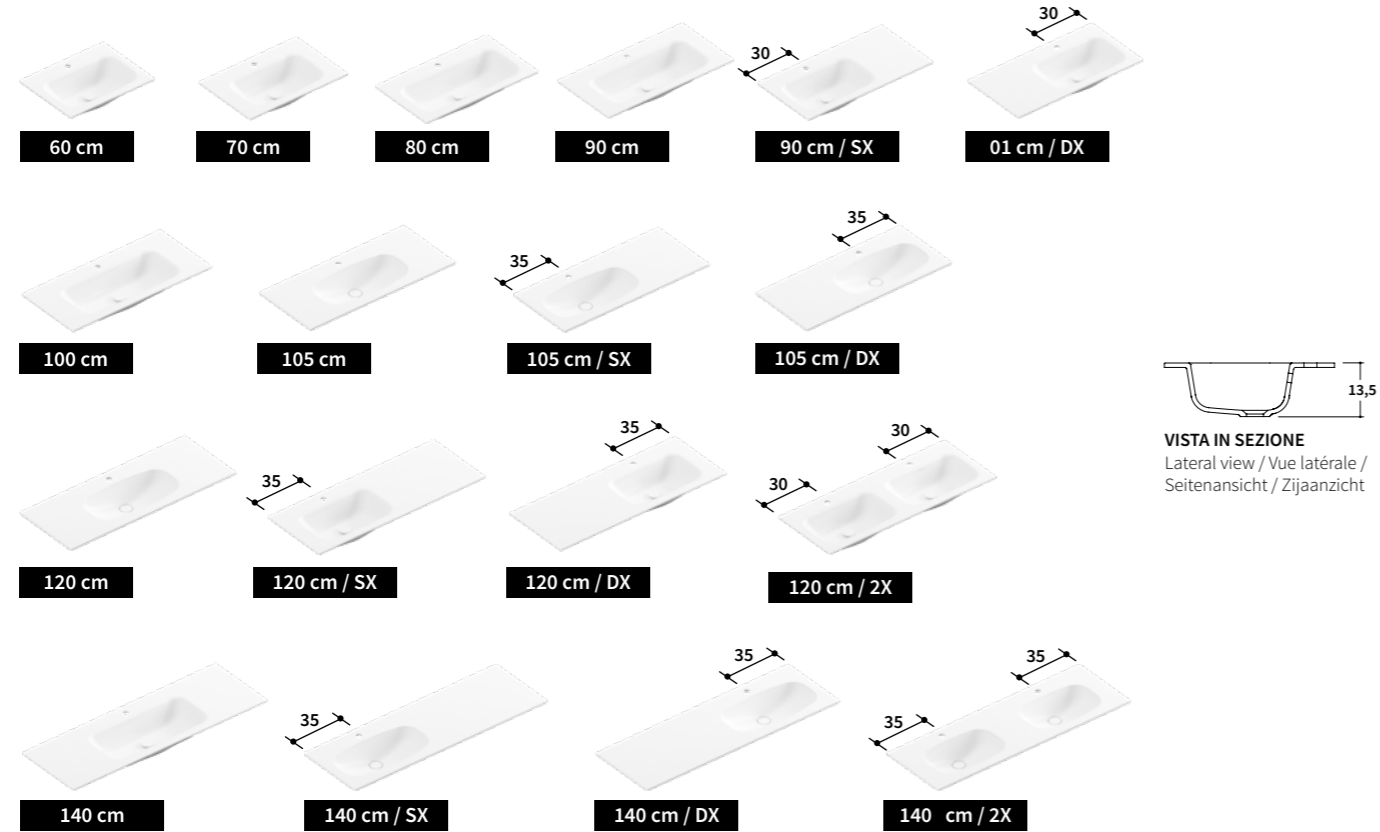 30
30
60 cm
70 cm
80 cm
90 cm
90 cm / SX
01 cm / DX
35
35
100 cm
105 cm
105 cm / SX
105 cm / DX
13,5
VISTA IN SEZIONE
Lateral view / Vue latérale /
Seitenansicht / Zijaanzicht
35
35
30
30
120 cm
120 cm / SX
120 cm / DX
120 cm / 2X
35
35
35
35
140 cm
140 cm / SX
140 cm / DX
140 cm / 2X